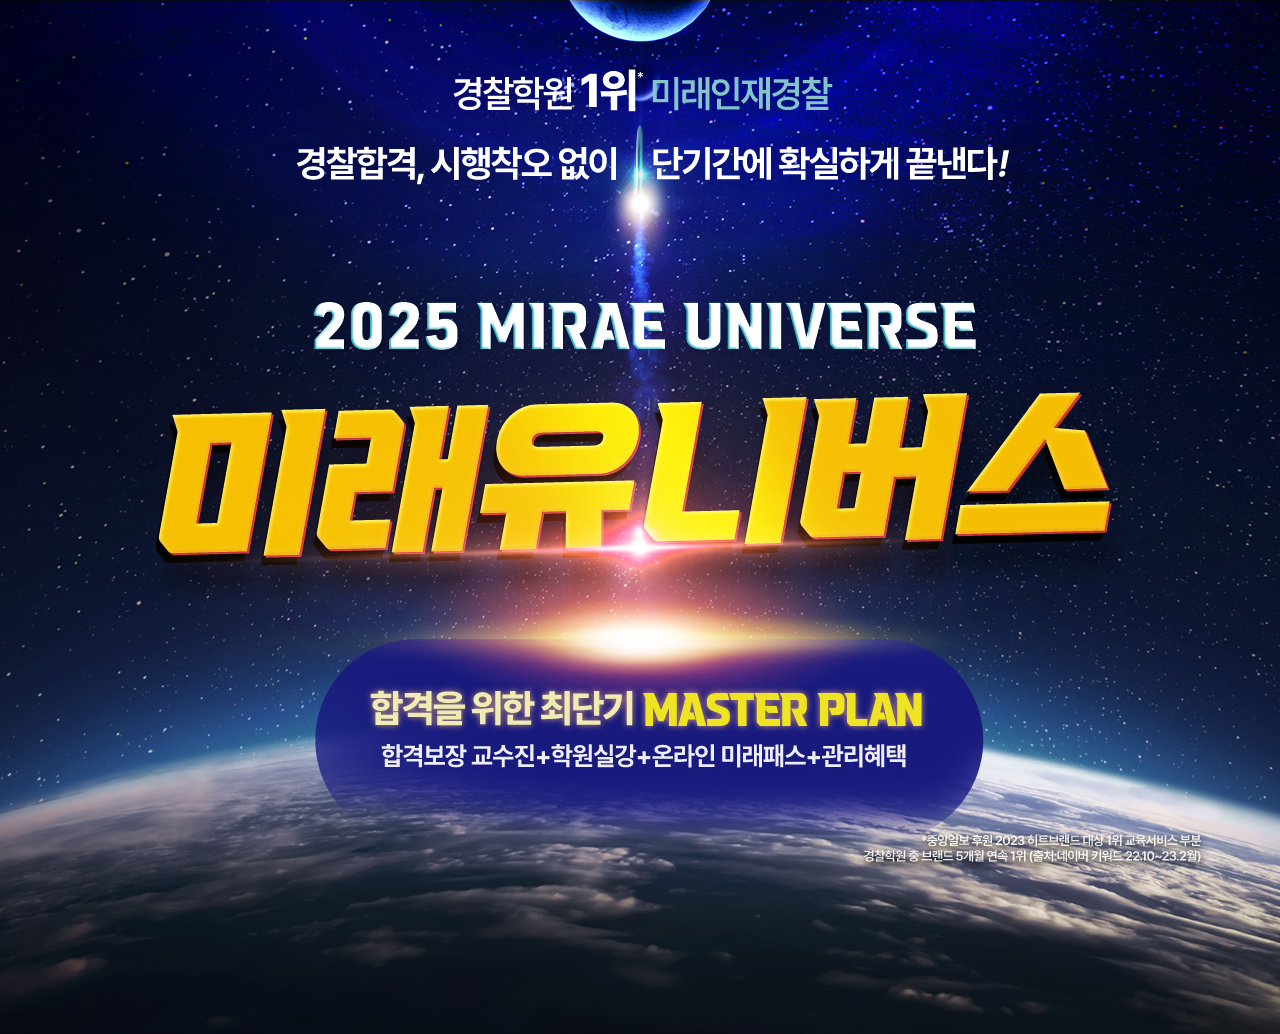 경찰학원 1위* 미래인재경찰
경찰합격, 시행착오 없이 단기간에 확실하게 끝낸다!
2025 MIRAE UNIVERSE
미래유니버스
합격을 위한 최단기 MASTER PLAN
합격보장 교수진+학원실강+온라인 미래패스+관리혜택
*중앙일보 후원 2023 히트브랜드 대상 1위 교육서비스 부분
경찰학원 중 브랜드 5개월 연속 1위 (출처:네이버 키워드 22.10~23.2월)